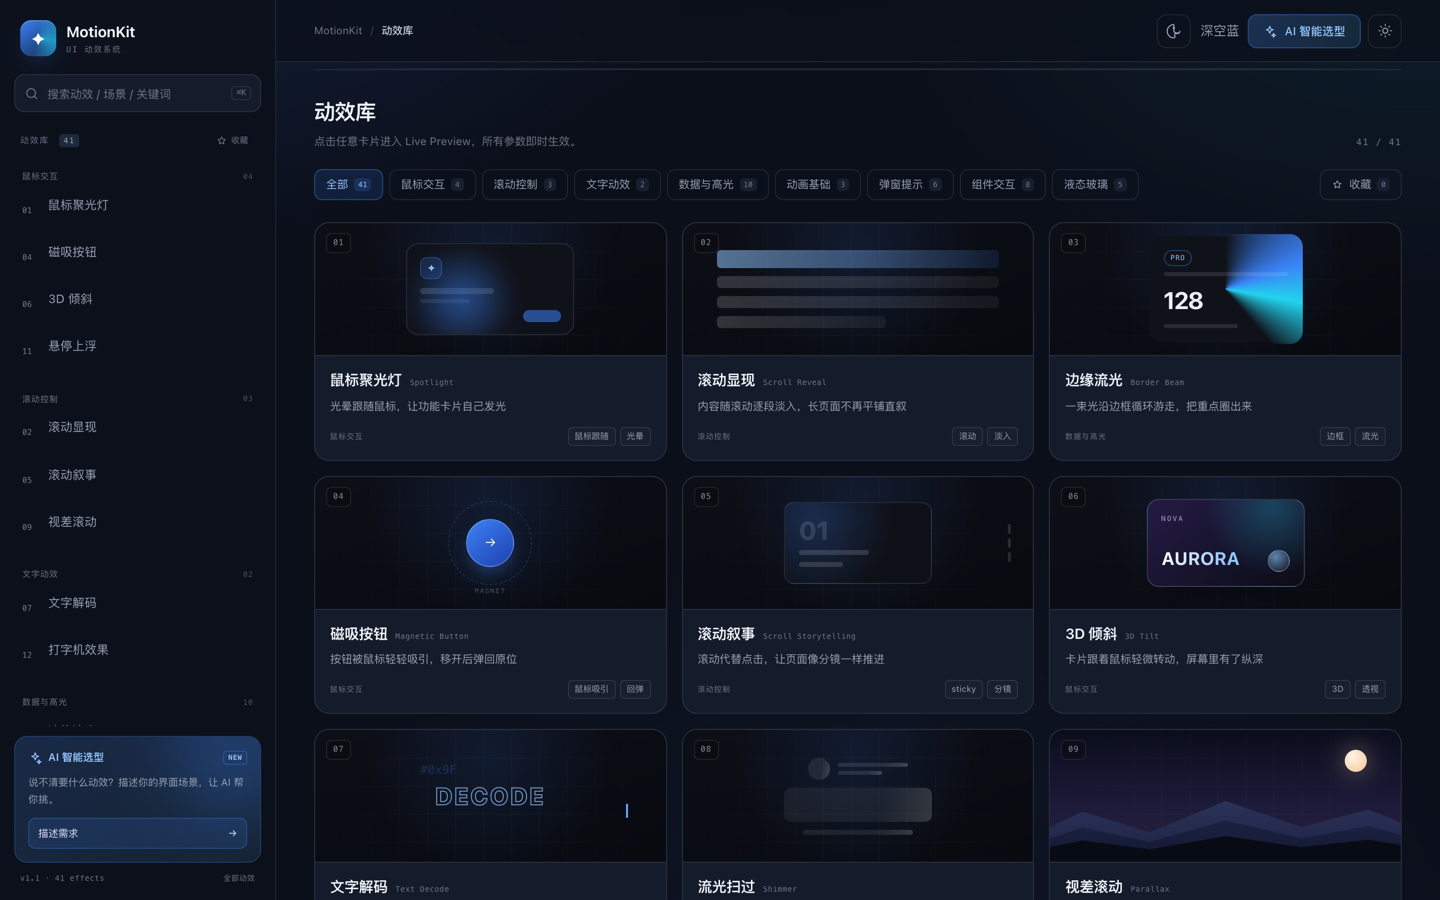 MotionKit
UI 动效系统
搜索动效 / 场景 / 关键词 ⌘K
动效库 41 收藏
鼠标交互 04
01 鼠标聚光灯
04 磁吸按钮
06 3D 倾斜
11 悬停上浮
滚动控制 03
02 滚动显现
05 滚动叙事
09 视差滚动
文字动效 02
07 文字解码
12 打字机效果
数据与高光 10
AI 智能选型 NEW
说不清要什么动效？描述你的界面场景，让 AI 帮
你挑。
描述需求 →
v1.1 · 41 effects 全部动效
MotionKit / 动效库
深空蓝 AI 智能选型
动效库
点击任意卡片进入 Live Preview，所有参数即时生效。 41 / 41
全部 41 鼠标交互 4 滚动控制 3 文字动效 2 数据与高光 10 动画基础 3 弹窗提示 6 组件交互 8 液态玻璃 5 收藏 0
01
鼠标聚光灯 Spotlight
光晕跟随鼠标，让功能卡片自己发光
鼠标交互 鼠标跟随 光晕
02
滚动显现 Scroll Reveal
内容随滚动逐段淡入，长页面不再平铺直叙
滚动控制 滚动 淡入
03
PRO
128
边缘流光 Border Beam
一束光沿边框循环游走，把重点圈出来
数据与高光 边框 流光
04
→
MAGNET
磁吸按钮 Magnetic Button
按钮被鼠标轻轻吸引，移开后弹回原位
鼠标交互 鼠标吸引 回弹
05
01
滚动叙事 Scroll Storytelling
滚动代替点击，让页面像分镜一样推进
滚动控制 sticky 分镜
06
NOVA
AURORA
3D 倾斜 3D Tilt
卡片跟着鼠标轻微转动，屏幕里有了纵深
鼠标交互 3D 透视
07
#0x9F
DECODE
文字解码 Text Decode
08
流光扫过 Shimmer
09
视差滚动 Parallax